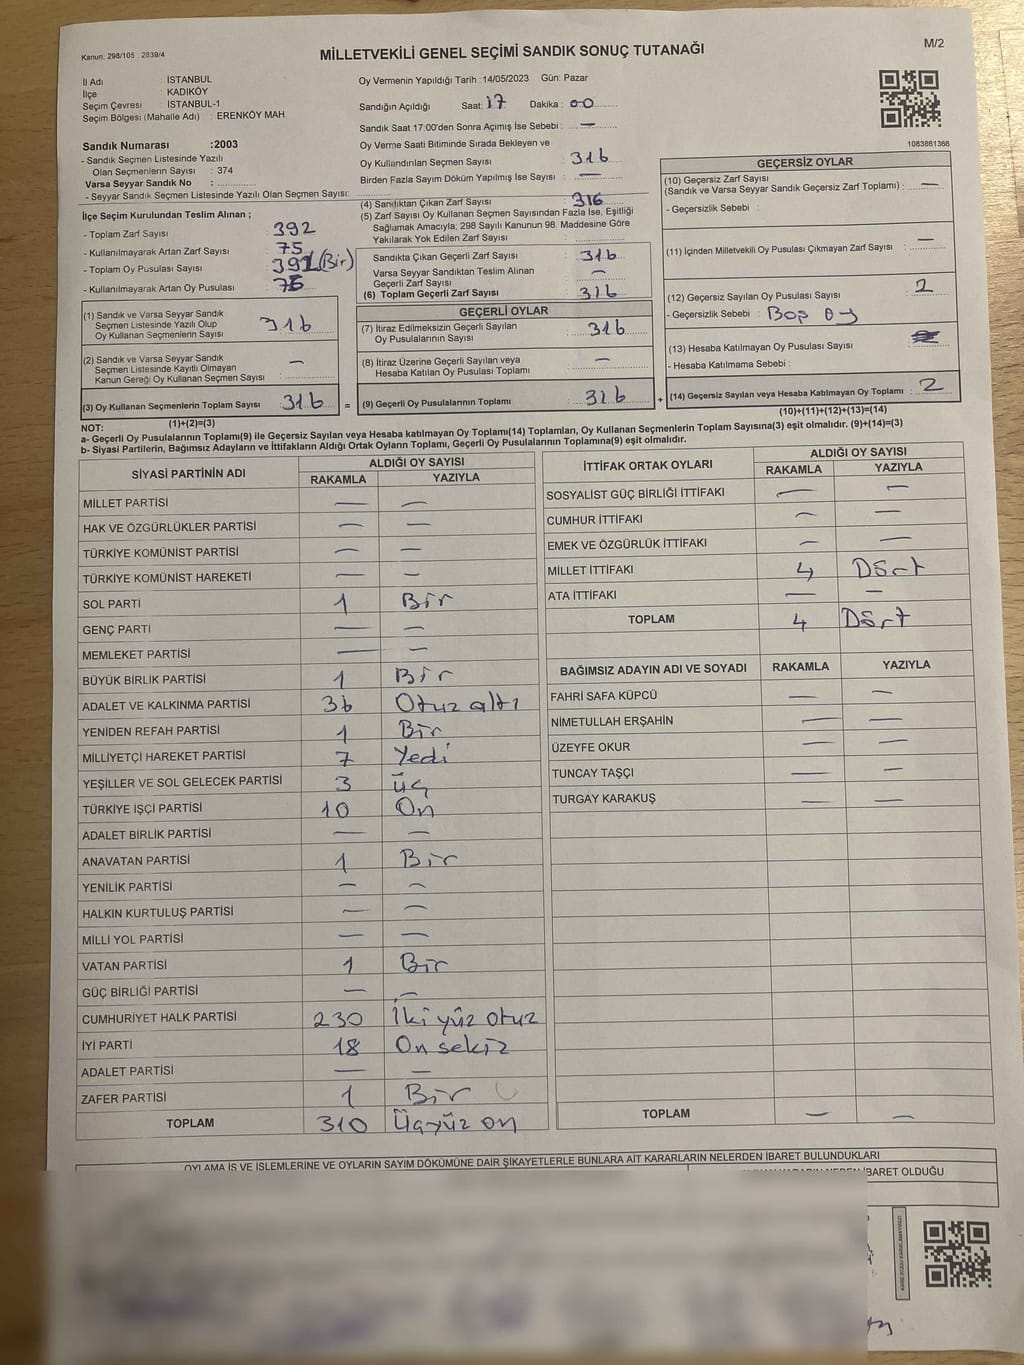 Kanun: 298/105 2839/4
MİLLETVEKİLİ GENEL SEÇİMİ SANDIK SONUÇ TUTANAĞI
M/2
İl Adı : İSTANBUL
İlçe : KADIKÖY
Seçim Çevresi : İSTANBUL-1
Seçim Bölgesi (Mahalle Adı) : ERENKÖY MAH.
Oy Vermenin Yapıldığı Tarih :14/05/2023 Gün: Pazar
Sandığın Açıldığı Saat: 17 Dakika : 00
Sandık Saat 17:00'den Sonra Açılmış İse Sebebi : —
Sandık Numarası :2003
- Sandık Seçmen Listesinde Yazılı
Olan Seçmenlerin Sayısı : 374
Varsa Seyyar Sandık No :
- Seyyar Sandık Seçmen Listesinde Yazılı Olan Seçmen Sayısı:
Oy Verme Saati Bitiminde Sırada Bekleyen ve
Oy Kullandırılan Seçmen Sayısı : 316
Birden Fazla Sayım Döküm Yapılmış İse Sayısı : —
1083861366
İlçe Seçim Kurulundan Teslim Alınan ;
- Toplam Zarf Sayısı : 392
- Kullanılmayarak Artan Zarf Sayısı : 75
- Toplam Oy Pusulası Sayısı : 391 (Bir)
- Kullanılmayarak Artan Oy Pusulası : 75
(1) Sandık ve Varsa Seyyar Sandık
Seçmen Listesinde Yazılı Olup
Oy Kullanan Seçmenlerin Sayısı : 316
(2) Sandık ve Varsa Seyyar Sandık
Seçmen Listesinde Kayıtlı Olmayan
Kanun Gereği Oy Kullanan Seçmen Sayısı : —
(3) Oy Kullanan Seçmenlerin Toplam Sayısı : 316
(1)+(2)=(3)
(4) Sandıktan Çıkan Zarf Sayısı : 316
(5) Zarf Sayısı Oy Kullanan Seçmen Sayısından Fazla İse, Eşitliği
Sağlamak Amacıyla; 298 Sayılı Kanunun 98. Maddesine Göre
Yakılarak Yok Edilen Zarf Sayısı :
Sandıkta Çıkan Geçerli Zarf Sayısı : 316
Varsa Seyyar Sandıktan Teslim Alınan
Geçerli Zarf Sayısı : —
(6) Toplam Geçerli Zarf Sayısı : 316
GEÇERLİ OYLAR
(7) İtiraz Edilmeksizin Geçerli Sayılan
Oy Pusulalarının Sayısı : 316
(8) İtiraz Üzerine Geçerli Sayılan veya
Hesaba Katılan Oy Pusulası Toplamı : —
= (9) Geçerli Oy Pusulalarının Toplamı : 316
GEÇERSİZ OYLAR
(10) Geçersiz Zarf Sayısı
(Sandık ve Varsa Seyyar Sandık Geçersiz Zarf Toplamı) : —
- Geçersizlik Sebebi :
(11) İçinden Milletvekili Oy Pusulası Çıkmayan Zarf Sayısı : —
(12) Geçersiz Sayılan Oy Pusulası Sayısı : 2
- Geçersizlik Sebebi : Boş oy
(13) Hesaba Katılmayan Oy Pusulası Sayısı :
- Hesaba Katılmama Sebebi :
+ (14) Geçersiz Sayılan veya Hesaba Katılmayan Oy Toplamı : 2
(10)+(11)+(12)+(13)=(14)
NOT:
a- Geçerli Oy Pusulalarının Toplamı(9) ile Geçersiz Sayılan veya Hesaba katılmayan Oy Toplamı(14) Toplamları, Oy Kullanan Seçmenlerin Toplam Sayısına(3) eşit olmalıdır. (9)+(14)=(3)
b- Siyasi Partilerin, Bağımsız Adayların ve İttifakların Aldığı Ortak Oyların Toplamı, Geçerli Oy Pusulalarının Toplamına(9) eşit olmalıdır.
SİYASİ PARTİNİN ADI ALDIĞI OY SAYISI
RAKAMLA YAZIYLA
MİLLET PARTİSİ — —
HAK VE ÖZGÜRLÜKLER PARTİSİ — —
TÜRKİYE KOMÜNİST PARTİSİ — —
TÜRKİYE KOMÜNİST HAREKETİ — —
SOL PARTİ 1 Bir
GENÇ PARTİ — —
MEMLEKET PARTİSİ — —
BÜYÜK BİRLİK PARTİSİ 1 Bir
ADALET VE KALKINMA PARTİSİ 36 Otuz altı
YENİDEN REFAH PARTİSİ 1 Bir
MİLLİYETÇİ HAREKET PARTİSİ 7 Yedi
YEŞİLLER VE SOL GELECEK PARTİSİ 3 üç
TÜRKİYE İŞÇİ PARTİSİ 10 On
ADALET BİRLİK PARTİSİ — —
ANAVATAN PARTİSİ 1 Bir
YENİLİK PARTİSİ — —
HALKIN KURTULUŞ PARTİSİ — —
MİLLİ YOL PARTİSİ — —
VATAN PARTİSİ 1 Bir
GÜÇ BİRLİĞİ PARTİSİ — —
CUMHURİYET HALK PARTİSİ 230 İki yüz otuz
İYİ PARTİ 18 On sekiz
ADALET PARTİSİ — —
ZAFER PARTİSİ 1 Bir
TOPLAM 310 Üçyüz on
İTTİFAK ORTAK OYLARI ALDIĞI OY SAYISI
RAKAMLA YAZIYLA
SOSYALİST GÜÇ BİRLİĞİ İTTİFAKI — —
CUMHUR İTTİFAKI — —
EMEK VE ÖZGÜRLÜK İTTİFAKI — —
MİLLET İTTİFAKI 4 Dört
ATA İTTİFAKI — —
TOPLAM 4 Dört
BAĞIMSIZ ADAYIN ADI VE SOYADI RAKAMLA YAZIYLA
FAHRİ SAFA KÜPCÜ — —
NİMETULLAH ERŞAHİN — —
ÜZEYFE OKUR — —
TUNCAY TAŞÇI — —
TURGAY KARAKUŞ — —
TOPLAM — —
OYLAMA İŞ VE İŞLEMLERİNE VE OYLARIN SAYIM DÖKÜMÜNE DAİR ŞİKAYETLERLE BUNLARA AİT KARARLARIN NELERDEN İBARET BULUNDUKLARI
İBARET OLDUĞU